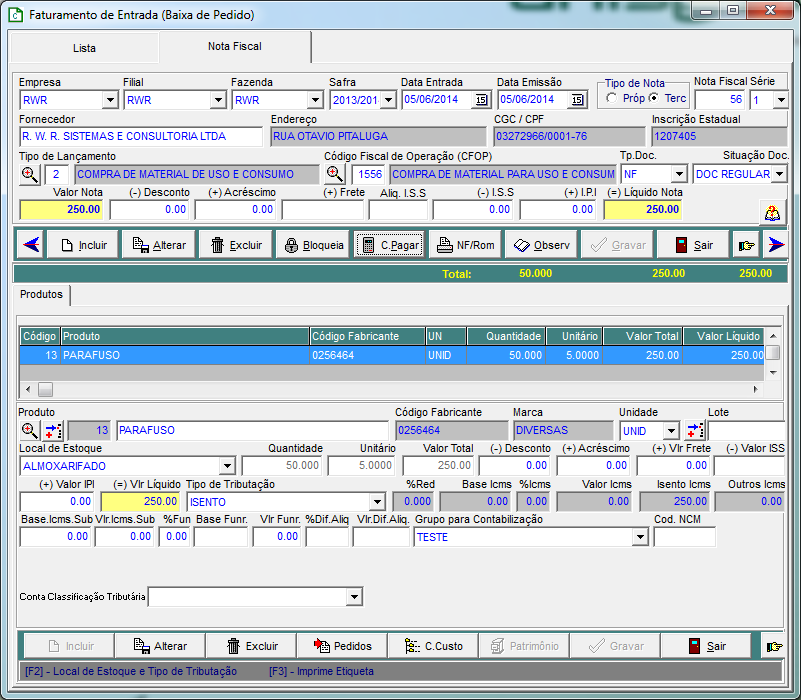 Faturamento de Entrada (Baixa de Pedido)
Lista Nota Fiscal
Empresa Filial Fazenda Safra Data Entrada Data Emissão Tipo de Nota Nota Fiscal Série
RWR RWR RWR 2013/201 05/06/2014 15 05/06/2014 15 Próp Terc 56 1
Fornecedor Endereço CGC / CPF Inscrição Estadual
R. W. R. SISTEMAS E CONSULTORIA LTDA RUA OTAVIO PITALUGA 03272966/0001-76 1207405
Tipo de Lançamento Código Fiscal de Operação (CFOP) Tp.Doc. Situação Doc.
2 COMPRA DE MATERIAL DE USO E CONSUMO 1556 COMPRA DE MATERIAL PARA USO E CONSUM NF DOC REGULAR
Valor Nota (-) Desconto (+) Acréscimo (+) Frete Aliq. I.S.S (-) I.S.S (+) I.P.I (=) Líquido Nota
250.00 0.00 0.00 0.00 0.00 250.00
Incluir Alterar Excluir Bloqueia C.Pagar NF/Rom Observ Gravar Sair
Total: 50.000 250.00 250.00
Produtos
Código Produto Código Fabricante UN Quantidade Unitário Valor Total Valor Líquido
13 PARAFUSO 0256464 UNID 50.000 5.0000 250.00 250.00
Produto Código Fabricante Marca Unidade Lote
13 PARAFUSO 0256464 DIVERSAS UNID
Local de Estoque Quantidade Unitário Valor Total (-) Desconto (+) Acréscimo (+) Vlr Frete (-) Valor ISS
ALMOXARIFADO 50.000 5.0000 250.00 0.00 0.00 0.00
(+) Valor IPI (=) Vlr Líquido Tipo de Tributação %Red Base Icms %Icms Valor Icms Isento Icms Outros Icms
0.00 250.00 ISENTO 0.000 0.00 0.00 0.00 250.00 0.00
Base.Icms.Sub Vlr.Icms.Sub %Fun Base Funr. Vlr Funr. %Dif.Aliq Vlr.Dif.Aliq. Grupo para Contabilização Cod. NCM
0.00 0.00 0.00 0.00 TESTE
Conta Classificação Tributária
Incluir Alterar Excluir Pedidos C.Custo Patrimônio Gravar Sair
[F2] - Local de Estoque e Tipo de Tributação [F3] - Imprime Etiqueta